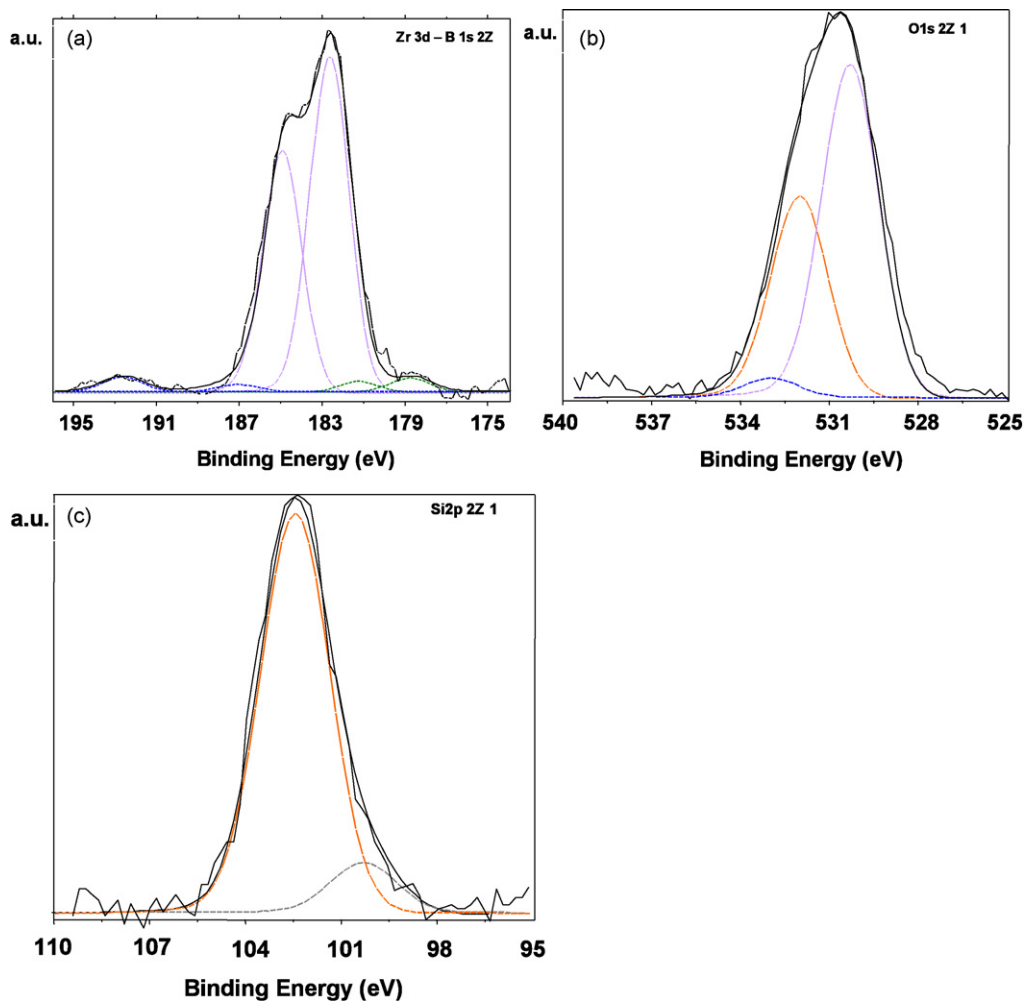 a.u.
(a)
Zr 3d – B 1s 2Z
195 191 187 183 179 175
Binding Energy (eV)
a.u.
(b)
O1s 2Z 1
540 537 534 531 528 525
Binding Energy (eV)
a.u.
(c)
Si2p 2Z 1
110 107 104 101 98 95
Binding Energy (eV)